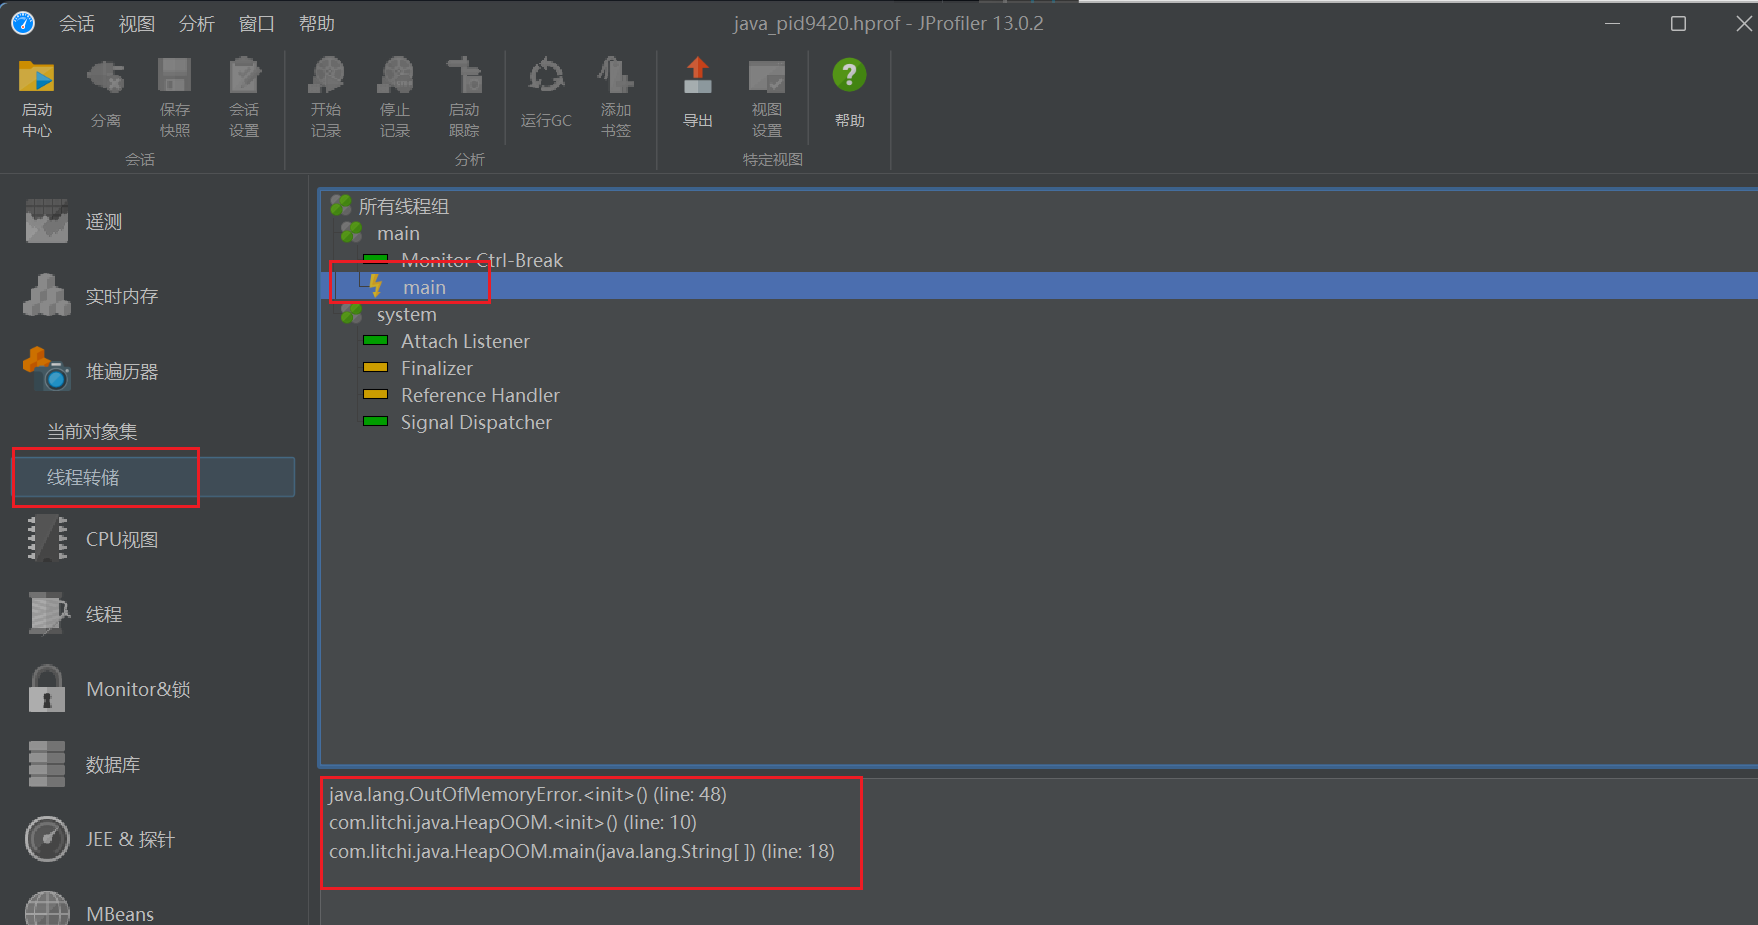 会话 视图 分析 窗口 帮助 java_pid9420.hprof - JProfiler 13.0.2
启动
中心
分离
保存
快照
会话
设置
开始
记录
停止
记录
启动
跟踪
运行GC
添加
书签
导出
视图
设置
帮助
会话 分析 特定视图
遥测
实时内存
堆遍历器
当前对象集
线程转储
CPU视图
线程
Monitor&锁
数据库
JEE & 探针
MBeans
所有线程组
main
Monitor Ctrl-Break
main
system
Attach Listener
Finalizer
Reference Handler
Signal Dispatcher
java.lang.OutOfMemoryError.<init>() (line: 48)
com.litchi.java.HeapOOM.<init>() (line: 10)
com.litchi.java.HeapOOM.main(java.lang.String[ ]) (line: 18)